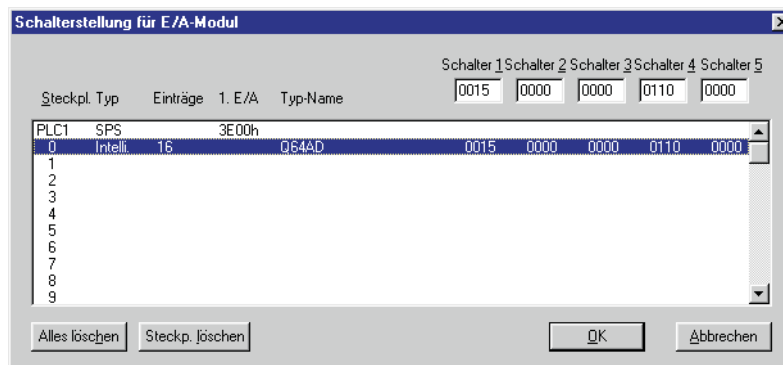 Schalterstellung für E/A-Modul
Schalter 1 Schalter 2 Schalter 3 Schalter 4 Schalter 5
0015 0000 0000 0110 0000
Steckpl. Typ Einträge 1. E/A Typ-Name
PLC1 SPS 3E00h
0 Intelli. 16 Q64AD 0015 0000 0000 0110 0000
1
2
3
4
5
6
7
8
9
Alles löschen Steckp. löschen OK Abbrechen